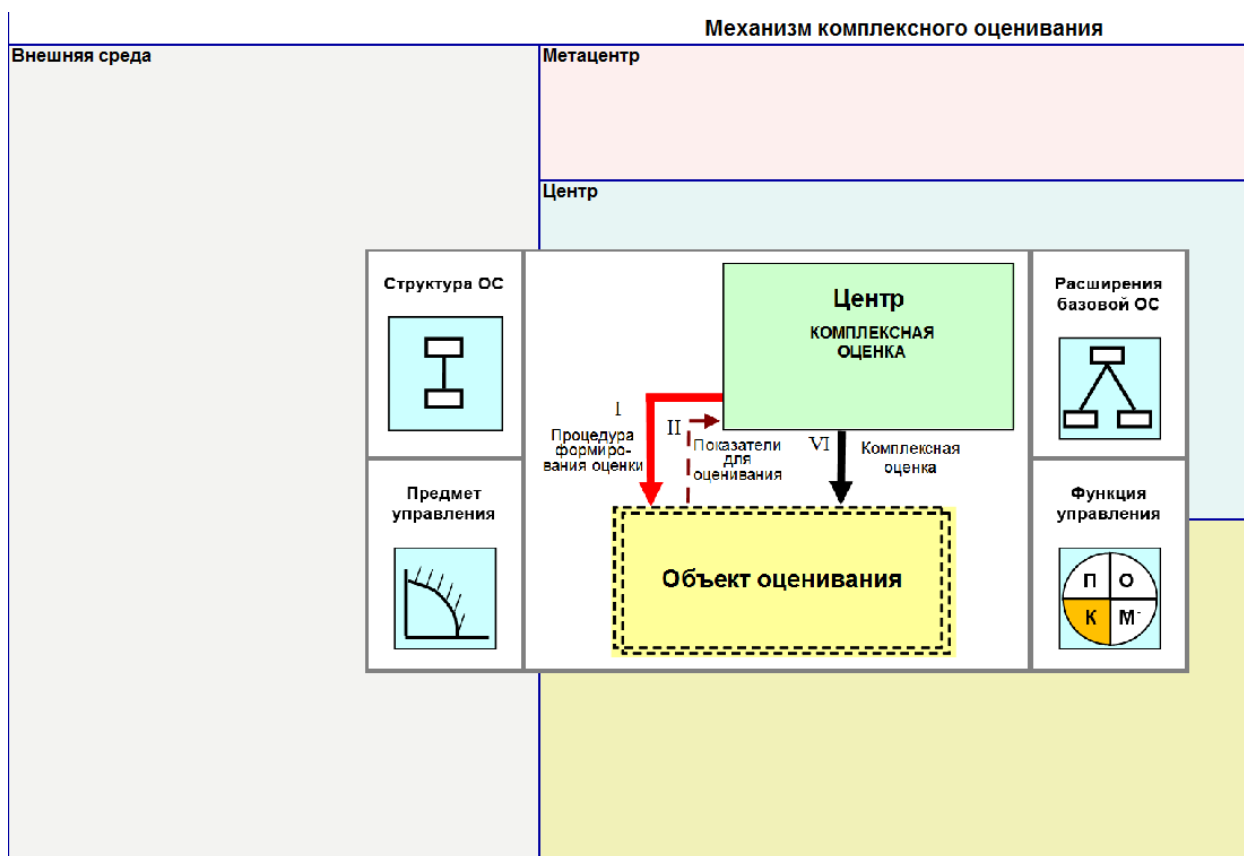 Механизм комплексного оценивания
Внешняя среда
Метацентр
Центр
Структура ОС
Предмет
управления
Центр
КОМПЛЕКСНАЯ
ОЦЕНКА
I
Процедура
формиро-
вания оценки
II
Показатели
для
оценивания
VI
Комплексная
оценка
Объект оценивания
Расширения
базовой ОС
Функция
управления
П О
К М